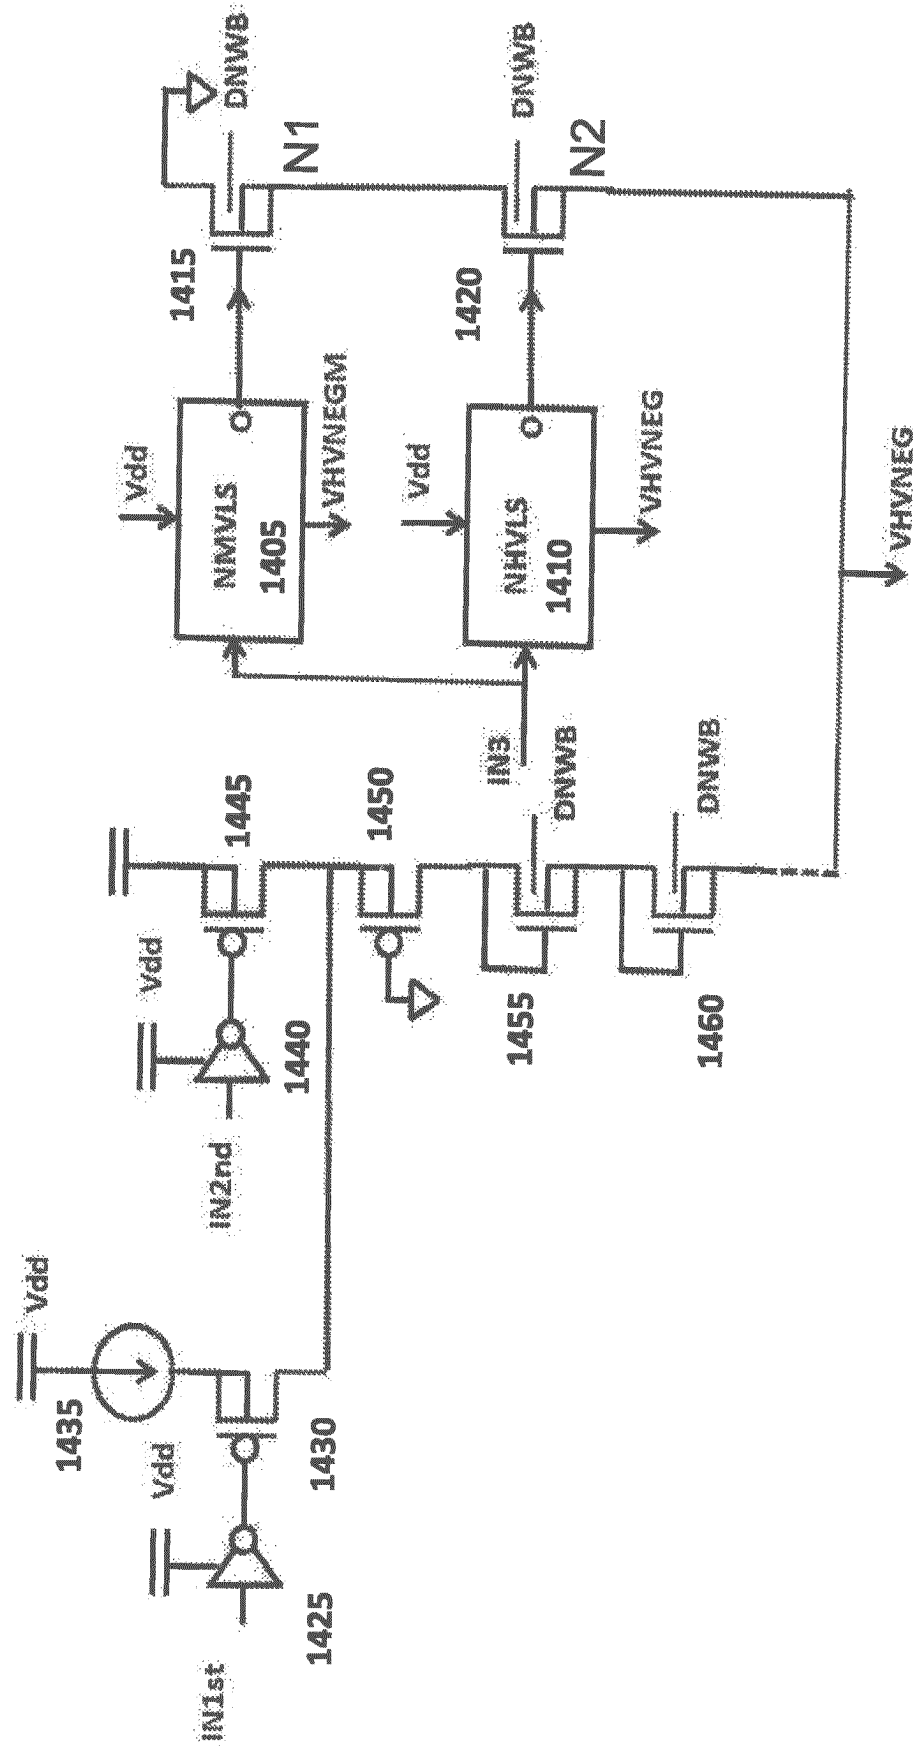 IN1st
1425
Vdd
1435
Vdd
1430
IN2nd
1440
Vdd
1445
1450
1455
DNWB
1460
DNWB
IN3
NMVLS
1405
Vdd
VHVNEGM
NHVLS
1410
Vdd
VHVNEG
1415
N1
DNWB
1420
N2
DNWB
VHVNEG